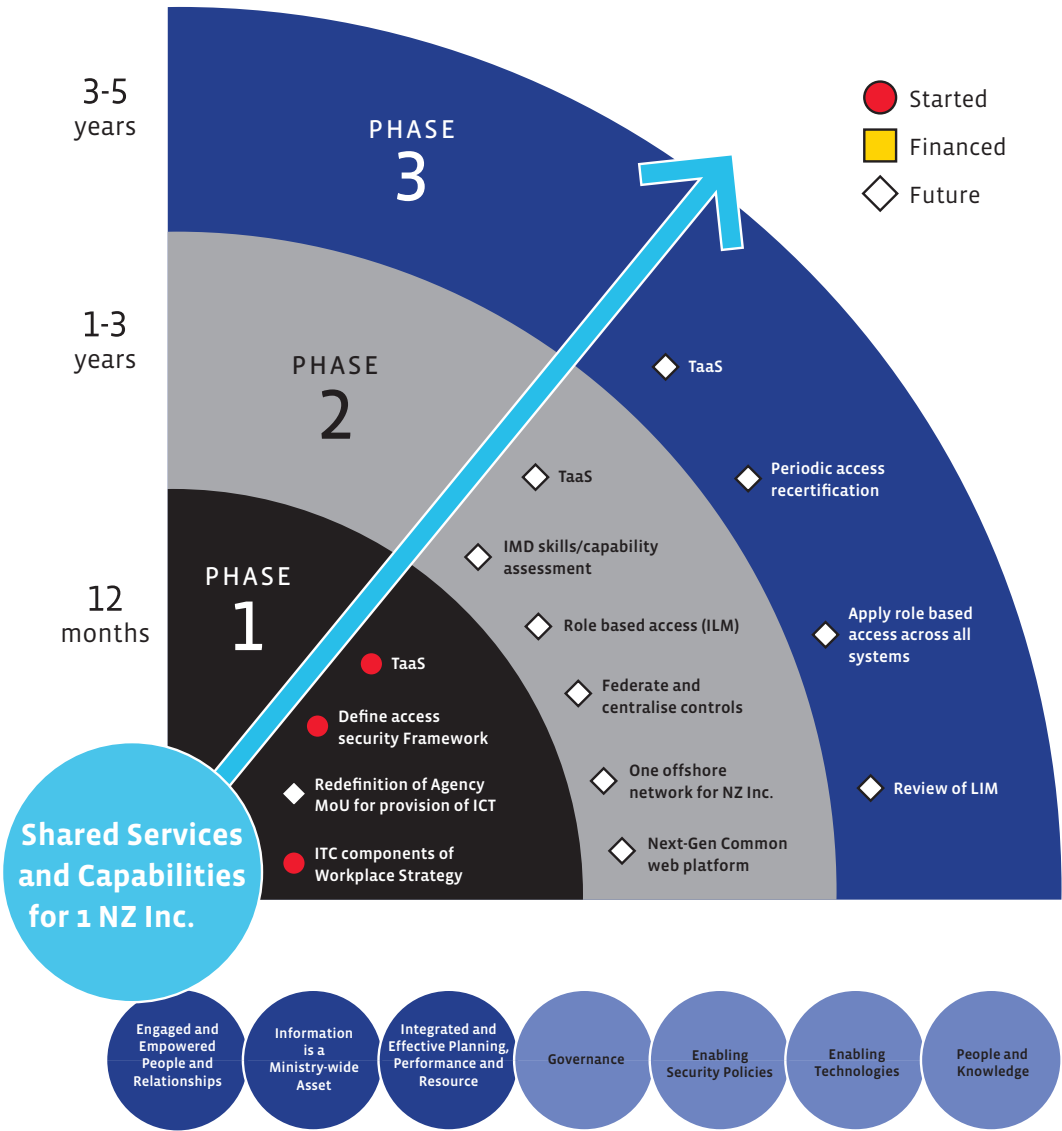 3-5
years
1-3
years
12
months
PHASE
3
PHASE
2
PHASE
1
Started
Financed
Future
TaaS
Periodic access
recertification
Apply role based
access across all
systems
Review of LIM
TaaS
IMD skills/capability
assessment
Role based access (ILM)
Federate and
centralise controls
One offshore
network for NZ Inc.
Next-Gen Common
web platform
TaaS
Define access
security Framework
Redefinition of Agency
MoU for provision of ICT
ITC components of
Workplace Strategy
Shared Services
and Capabilities
for 1 NZ Inc.
Engaged and
Empowered
People and
Relationships
Information
is a
Ministry-wide
Asset
Integrated and
Effective Planning,
Performance and
Resource
Governance
Enabling
Security Policies
Enabling
Technologies
People and
Knowledge